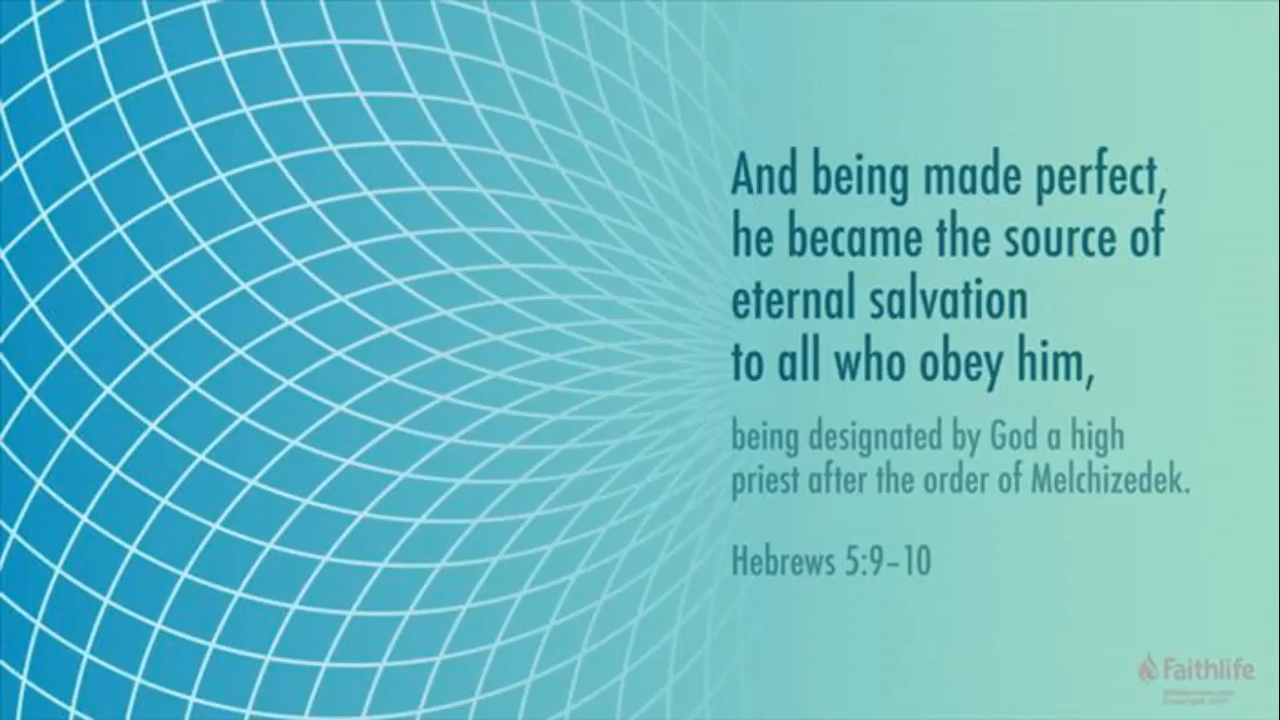 And being made perfect,
he became the source of
eternal salvation
to all who obey him,
being designated by God a high
priest after the order of Melchizedek.
Hebrews 5:9–10
Faithlife